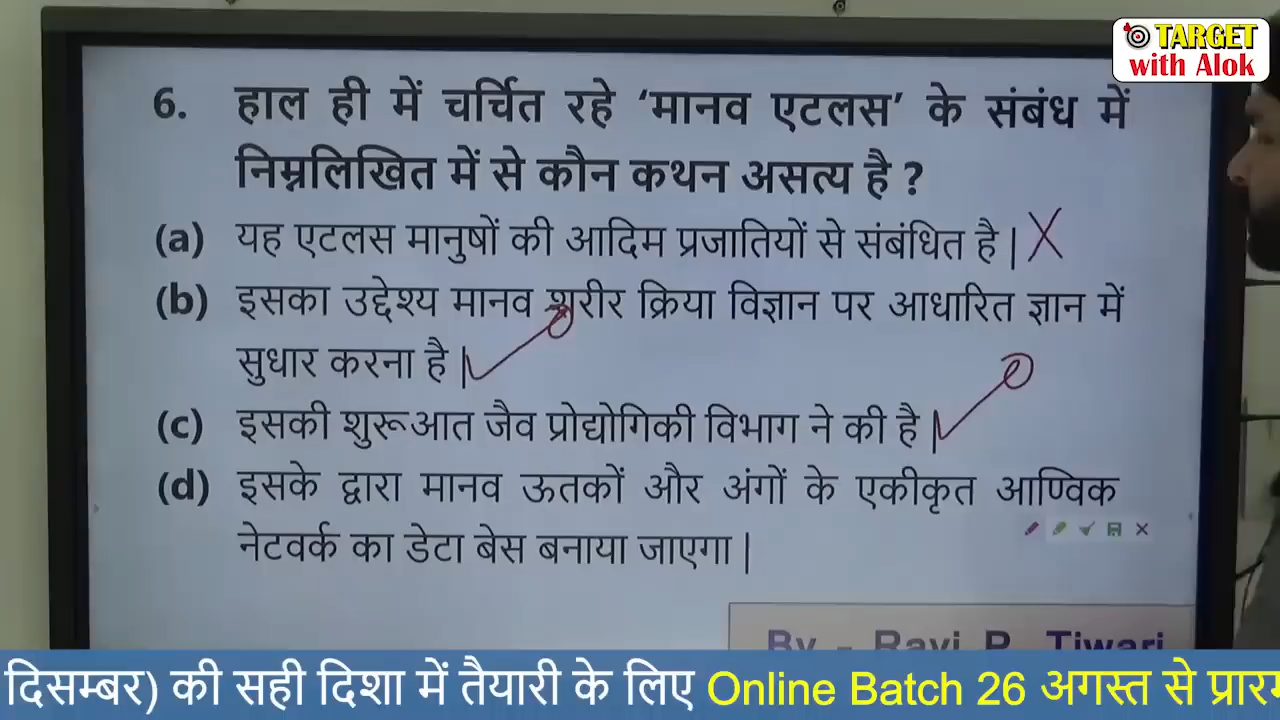 TARGET
with Alok
6. हाल ही में चर्चित रहे ‘मानव एटलस’ के संबंध में
निम्नलिखित में से कौन कथन असत्य है ?
(a) यह एटलस मानुषों की आदिम प्रजातियों से संबंधित है|
(b) इसका उद्देश्य मानव शरीर क्रिया विज्ञान पर आधारित ज्ञान में
सुधार करना है|
(c) इसकी शुरूआत जैव प्रोद्योगिकी विभाग ने की है|
(d) इसके द्वारा मानव ऊतकों और अंगों के एकीकृत आण्विक
नेटवर्क का डेटा बेस बनाया जाएगा|
By - Ravi P. Tiwari
दिसम्बर) की सही दिशा में तैयारी के लिए Online Batch 26 अगस्त से